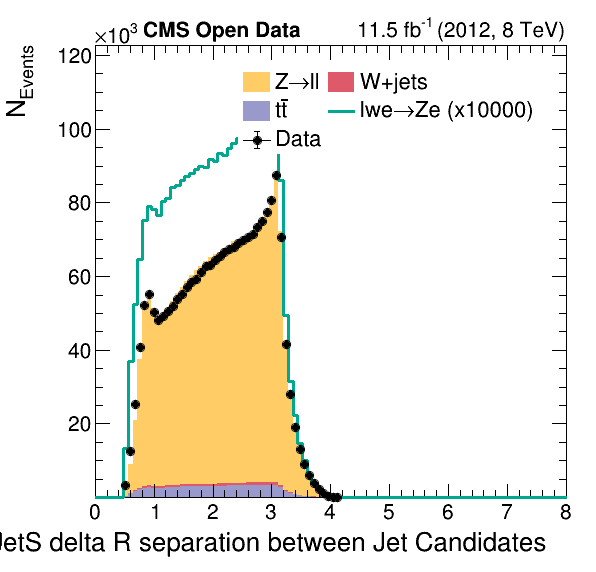 ×10³ CMS Open Data 11.5 fb⁻¹ (2012, 8 TeV)
N_Events
120
100
80
60
40
20
Z→ll W+jets
tt̄ lwe→Ze (x10000)
Data
0 1 2 3 4 5 6 7 8
JetS delta R separation between Jet Candidates